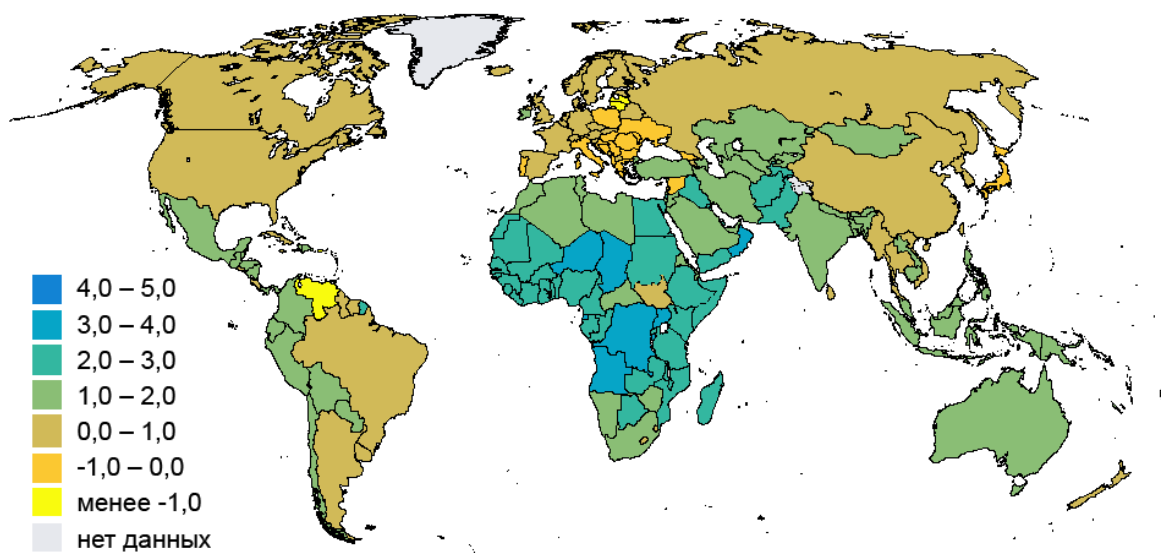 4,0 – 5,0
3,0 – 4,0
2,0 – 3,0
1,0 – 2,0
0,0 – 1,0
-1,0 – 0,0
менее -1,0
нет данных